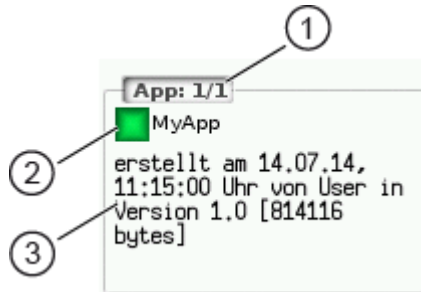 1
App: 1/1
MyApp
2
erstellt am 14.07.14,
11:15:00 Uhr von User in
Version 1.0 [814116
bytes]
3